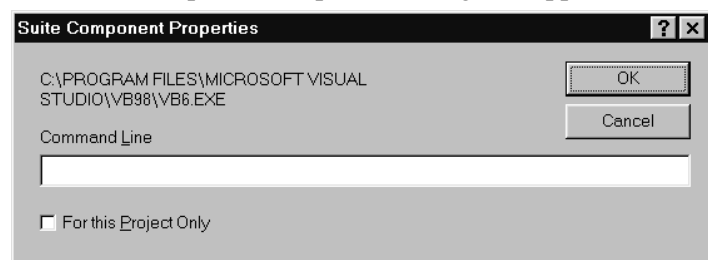 Suite Component Properties
C:\PROGRAM FILES\MICROSOFT VISUAL
STUDIO\VB98\VB6.EXE
OK
Cancel
Command Line
For this Project Only